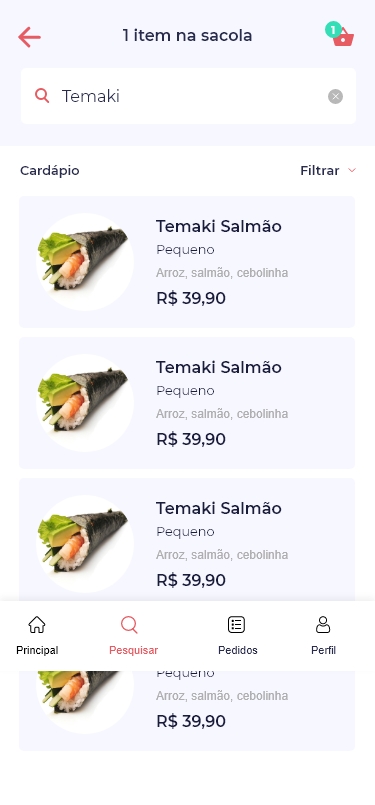 1 item na sacola
1
Temaki
Cardápio
Filtrar
Temaki Salmão
Pequeno
Arroz, salmão, cebolinha
R$ 39,90
Temaki Salmão
Pequeno
Arroz, salmão, cebolinha
R$ 39,90
Temaki Salmão
Pequeno
Arroz, salmão, cebolinha
R$ 39,90
Principal
Pesquisar
Pedidos
Perfil
Pequeno
Arroz, salmão, cebolinha
R$ 39,90